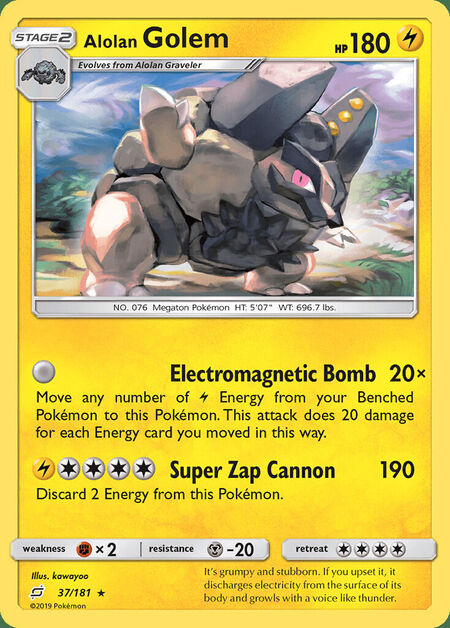 STAGE2 Alolan Golem HP 180
Evolves from Alolan Graveler
NO. 076 Megaton Pokémon HT: 5'07" WT: 696.7 lbs.
Electromagnetic Bomb 20×
Move any number of Energy from your Benched
Pokémon to this Pokémon. This attack does 20 damage
for each Energy card you moved in this way.
Super Zap Cannon 190
Discard 2 Energy from this Pokémon.
weakness ×2 resistance -20 retreat
Illus. kawayoo
37/181 ★
©2019 Pokémon
It's grumpy and stubborn. If you upset it, it
discharges electricity from the surface of its
body and growls with a voice like thunder.